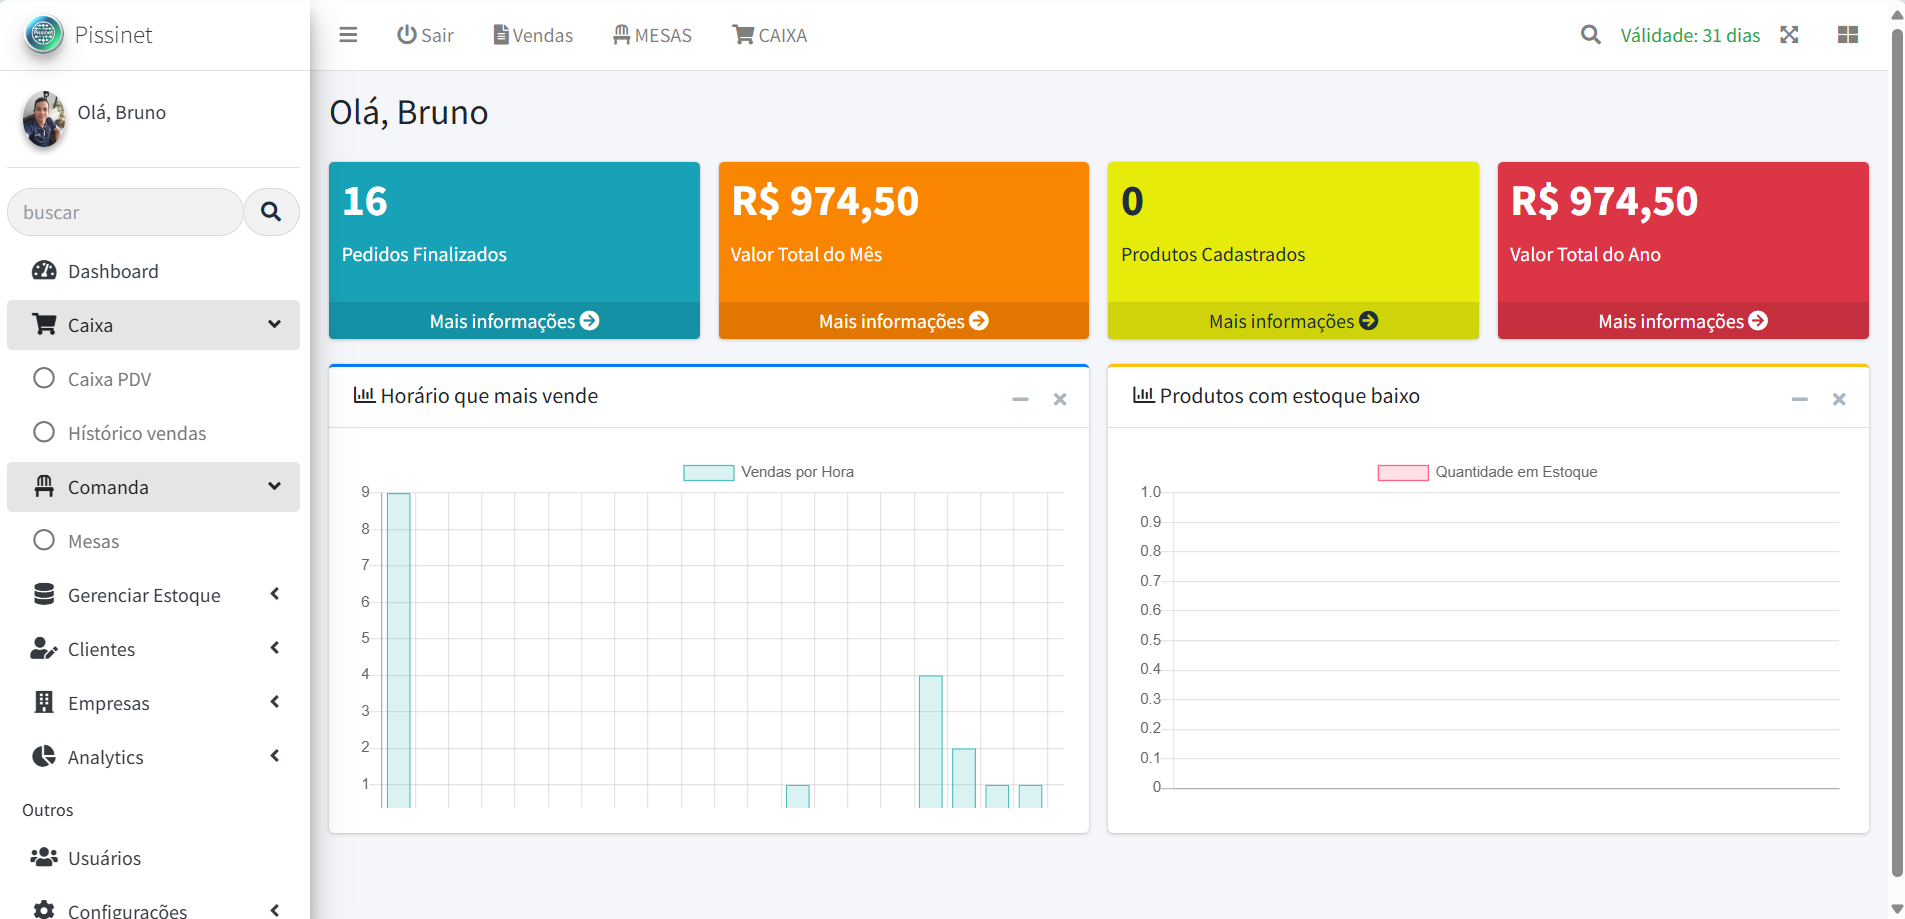 Pissinet
Sair
Vendas
MESAS
CAIXA
Válidade: 31 dias
Olá, Bruno
buscar
Dashboard
Caixa
Caixa PDV
Hístórico vendas
Comanda
Mesas
Gerenciar Estoque
Clientes
Empresas
Analytics
Outros
Usuários
Configurações
Olá, Bruno
16
Pedidos Finalizados
Mais informações
R$ 974,50
Valor Total do Mês
Mais informações
0
Produtos Cadastrados
Mais informações
R$ 974,50
Valor Total do Ano
Mais informações
Horário que mais vende
Vendas por Hora
9
8
7
6
5
4
3
2
1
Produtos com estoque baixo
Quantidade em Estoque
1.0
0.9
0.8
0.7
0.6
0.5
0.4
0.3
0.2
0.1
0